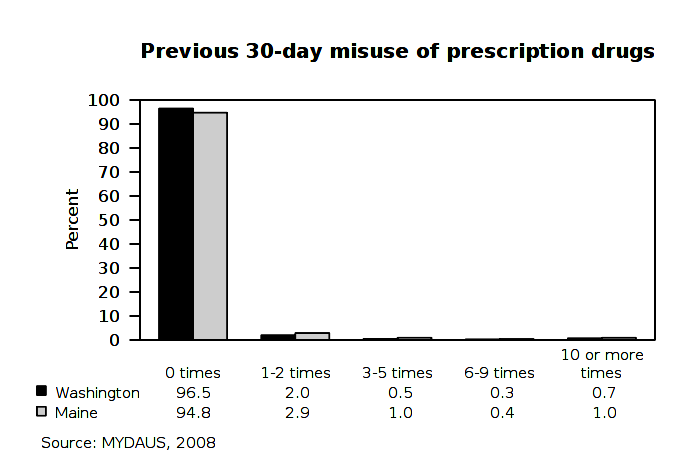 Previous 30-day misuse of prescription drugs
100
90
80
70
60
50
40
30
20
10
0
Percent
0 times 1-2 times 3-5 times 6-9 times 10 or more times
Washington 96.5 2.0 0.5 0.3 0.7
Maine 94.8 2.9 1.0 0.4 1.0
Source: MYDAUS, 2008